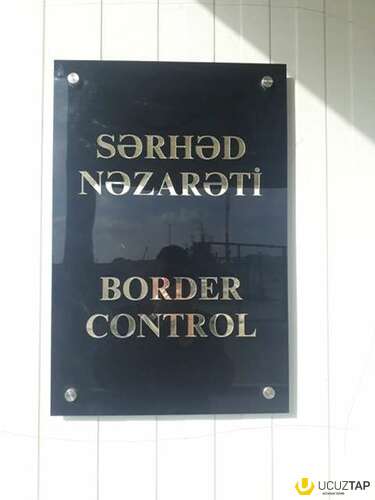 SƏRHƏD
NƏZARƏTİ
BORDER
CONTROL
UCUZTAP